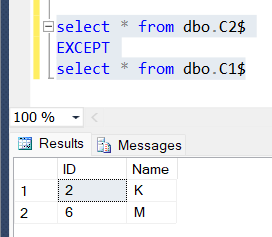 select * from dbo.C2$
EXCEPT
select * from dbo.C1$
100 %
Results Messages
ID Name
1 2 K
2 6 M